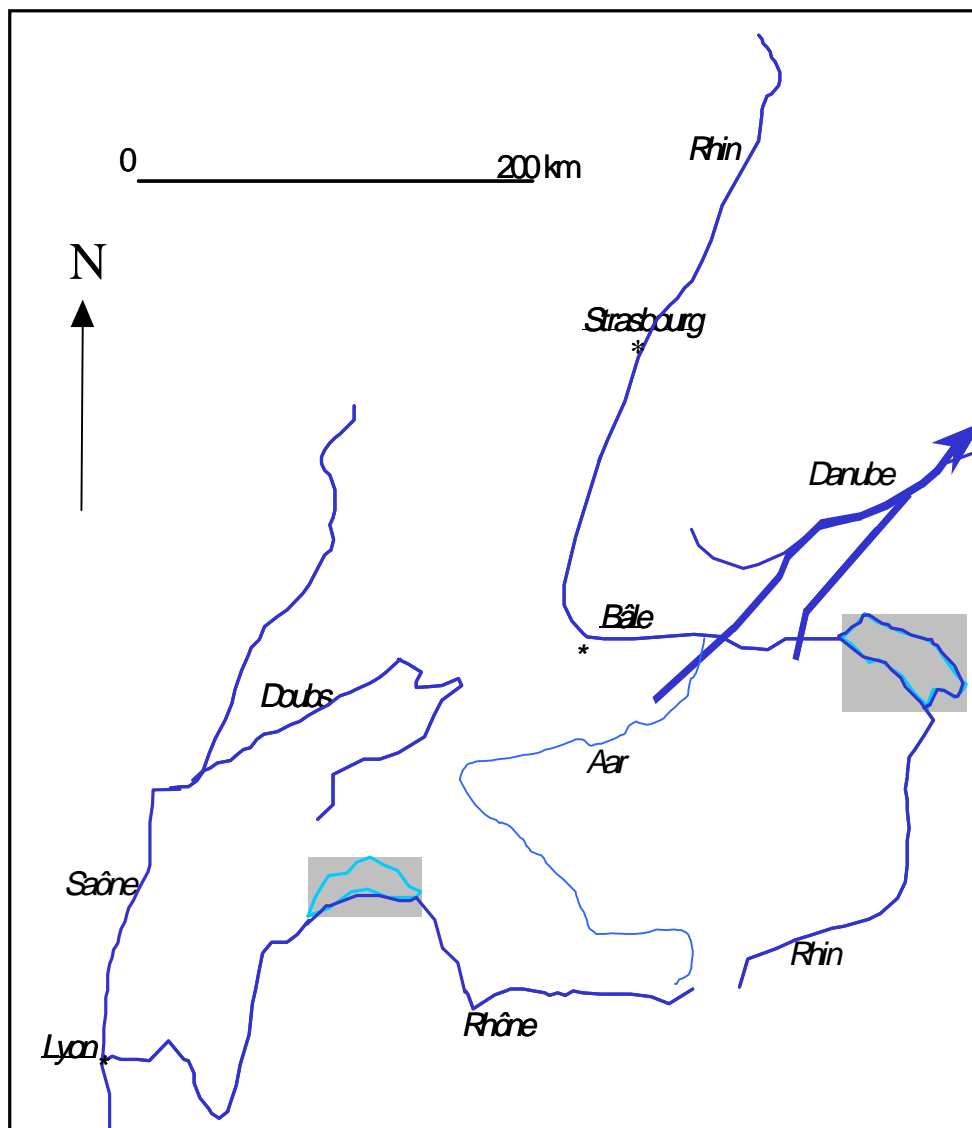 0
200 km
Rhin
N
Strasbourg
*
Danube
Bâle
*
Doubs
Aar
Saône
Rhin
Rhône
Lyon
*